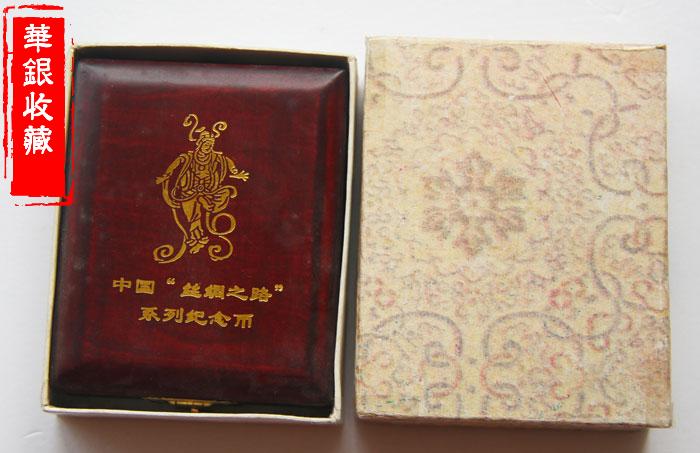 華銀收藏
中国“丝绸之路”
系列纪念币